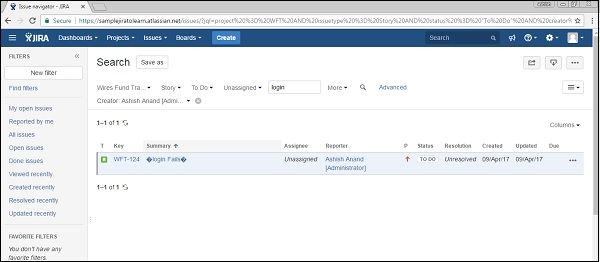 Issue navigator - JIRA
Secure https://samplejiratolearn.atlassian.net/issues/?jql=project%20%3D%20WFT%20AND%20issuetype%20%3D%20Story%20AND%20status%20%3D%20"To%20Do"%20AND%20creator%
JIRA Dashboards Projects Issues Boards Create Search
FILTERS
New filter
Find filters
My open issues
Reported by me
All issues
Open issues
Done issues
Viewed recently
Created recently
Resolved recently
Updated recently
FAVORITE FILTERS
You don't have any
favorite filters.
Search Save as
Wires Fund Tra... Story To Do Unassigned login More Advanced
Creator: Ashish Anand [Admi...
1–1 of 1
Columns
T Key Summary Assignee Reporter P Status Resolution Created Updated Due
WFT-124 �login Fails� Unassigned Ashish Anand TO DO Unresolved 09/Apr/17 09/Apr/17
[Administrator]
1–1 of 1